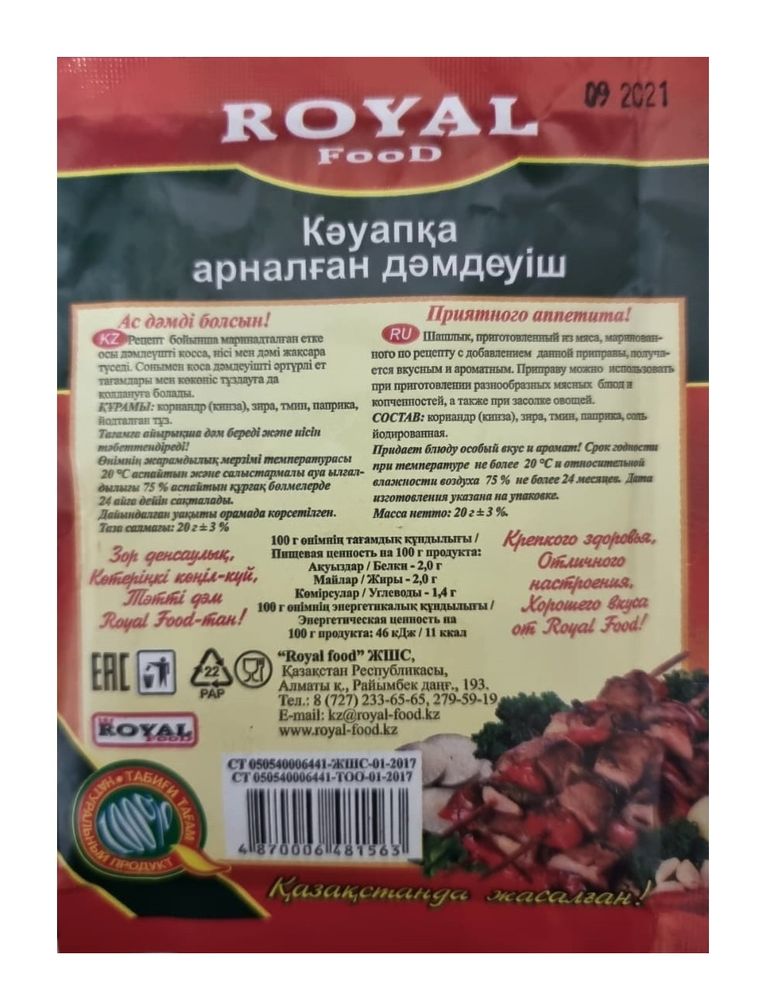 09 2021
ROYAL
FOOD
Кәуапқа
арналған дәмдеуіш
Ас дәмді болсын!
KZ Рецепт бойынша маринадталған етке
осы дәмдеуішті косса, иісі мен дәмі жақсара
түседі. Сонымен қоса дәмдеуішті әртүрлі ет
тағамдары мен көкөніс тұздауға да
қолдануға болады.
ҚҰРАМЫ: кориандр (кинза), зира, тмин, паприка,
йодталған тұз.
Тағамға айырықша дәм береді және иісін
тәбеттендіреді!
Өнімнің жарамдылық мерзімі температурасы
20 °С аспайтын және салыстармалы ауа ылғал-
дылығы 75 % аспайтын құрғақ бөлмелерде
24 айға дейін сақталады.
Дайындалған уақыты орамада көрсетілген.
Таза салмағы: 20 г ± 3 %
Приятного аппетита!
RU Шашлык, приготовленный из мяса, маринован-
ного по рецепту с добавлением данной приправы, получа-
ется вкусным и ароматным. Приправу можно использовать
при приготовлении разнообразных мясных блюд и
копченностей, а также при засолке овощей.
СОСТАВ: кориандр (кинза), зира, тмин, паприка, соль
йодированная.
Придает блюду особый вкус и аромат! Срок годности
при температуре не более 20 °С и относительной
влажности воздуха 75 % не более 24 месяцев. Дата
изготовления указана на упаковке.
Масса нетто: 20 г ± 3 %.
Зор денсаулық,
Көтеріңкі көңіл-күй,
Тәтті дәм
Royal Food-тан!
100 г өнімнің тағамдық құндылығы /
Пищевая ценность на 100 г продукта:
Ақуыздар / Белки - 2,0 г
Майлар / Жиры - 2,0 г
Көмірсулар / Углеводы - 1,4 г
100 г өнімнің энергетикалық құндылығы /
Энергетическая ценность на
100 г продукта: 46 кДж / 11 ккал
Крепкого здоровья,
Отличного
настроения,
Хорошего вкуса
от Royal Food!
EAC
22
PAP
"Royal food" ЖШС,
Қазақстан Республикасы,
Алматы қ., Райымбек даңғ., 193.
Тел.: 8 (727) 233-65-65, 279-59-19
E-mail: kz@royal-food.kz
www.royal-food.kz
ROYAL
FOOD
СТ 050540006441-ЖШС-01-2017
СТ 050540006441-ТОО-01-2017
4 870006 481563
ТАБИҒИ ТАҒАМ
НАТУРАЛЬНЫЙ ПРОДУКТ
100%
Қазақстанда жасалған!